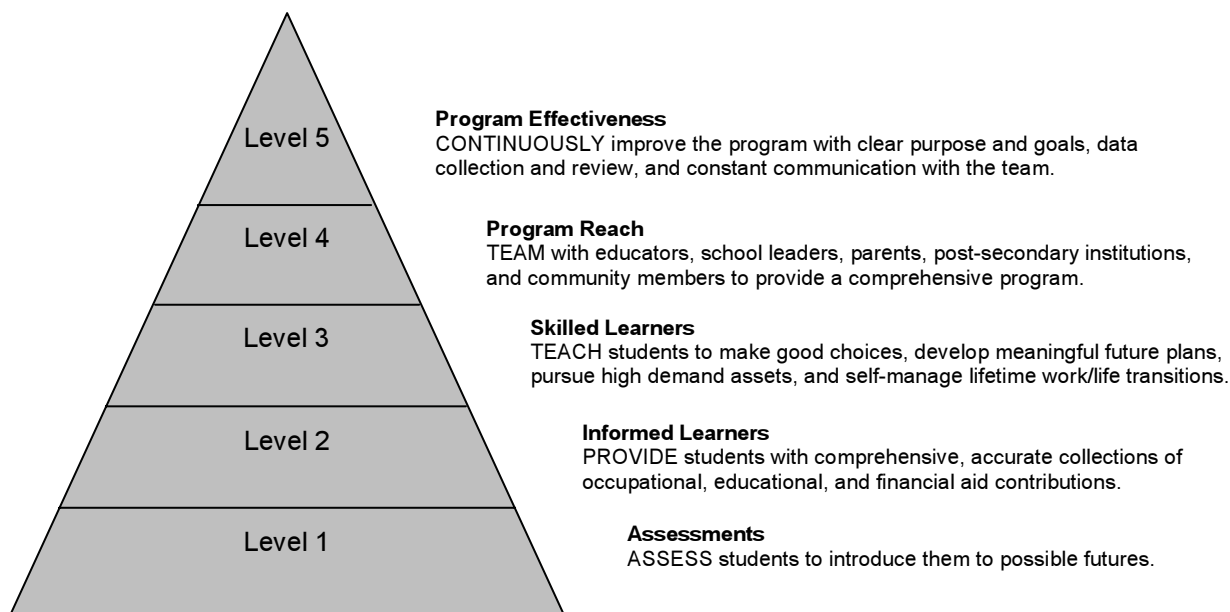 Level 5
Program Effectiveness
CONTINUOUSLY improve the program with clear purpose and goals, data
collection and review, and constant communication with the team.
Level 4
Program Reach
TEAM with educators, school leaders, parents, post-secondary institutions,
and community members to provide a comprehensive program.
Level 3
Skilled Learners
TEACH students to make good choices, develop meaningful future plans,
pursue high demand assets, and self-manage lifetime work/life transitions.
Level 2
Informed Learners
PROVIDE students with comprehensive, accurate collections of
occupational, educational, and financial aid contributions.
Level 1
Assessments
ASSESS students to introduce them to possible futures.